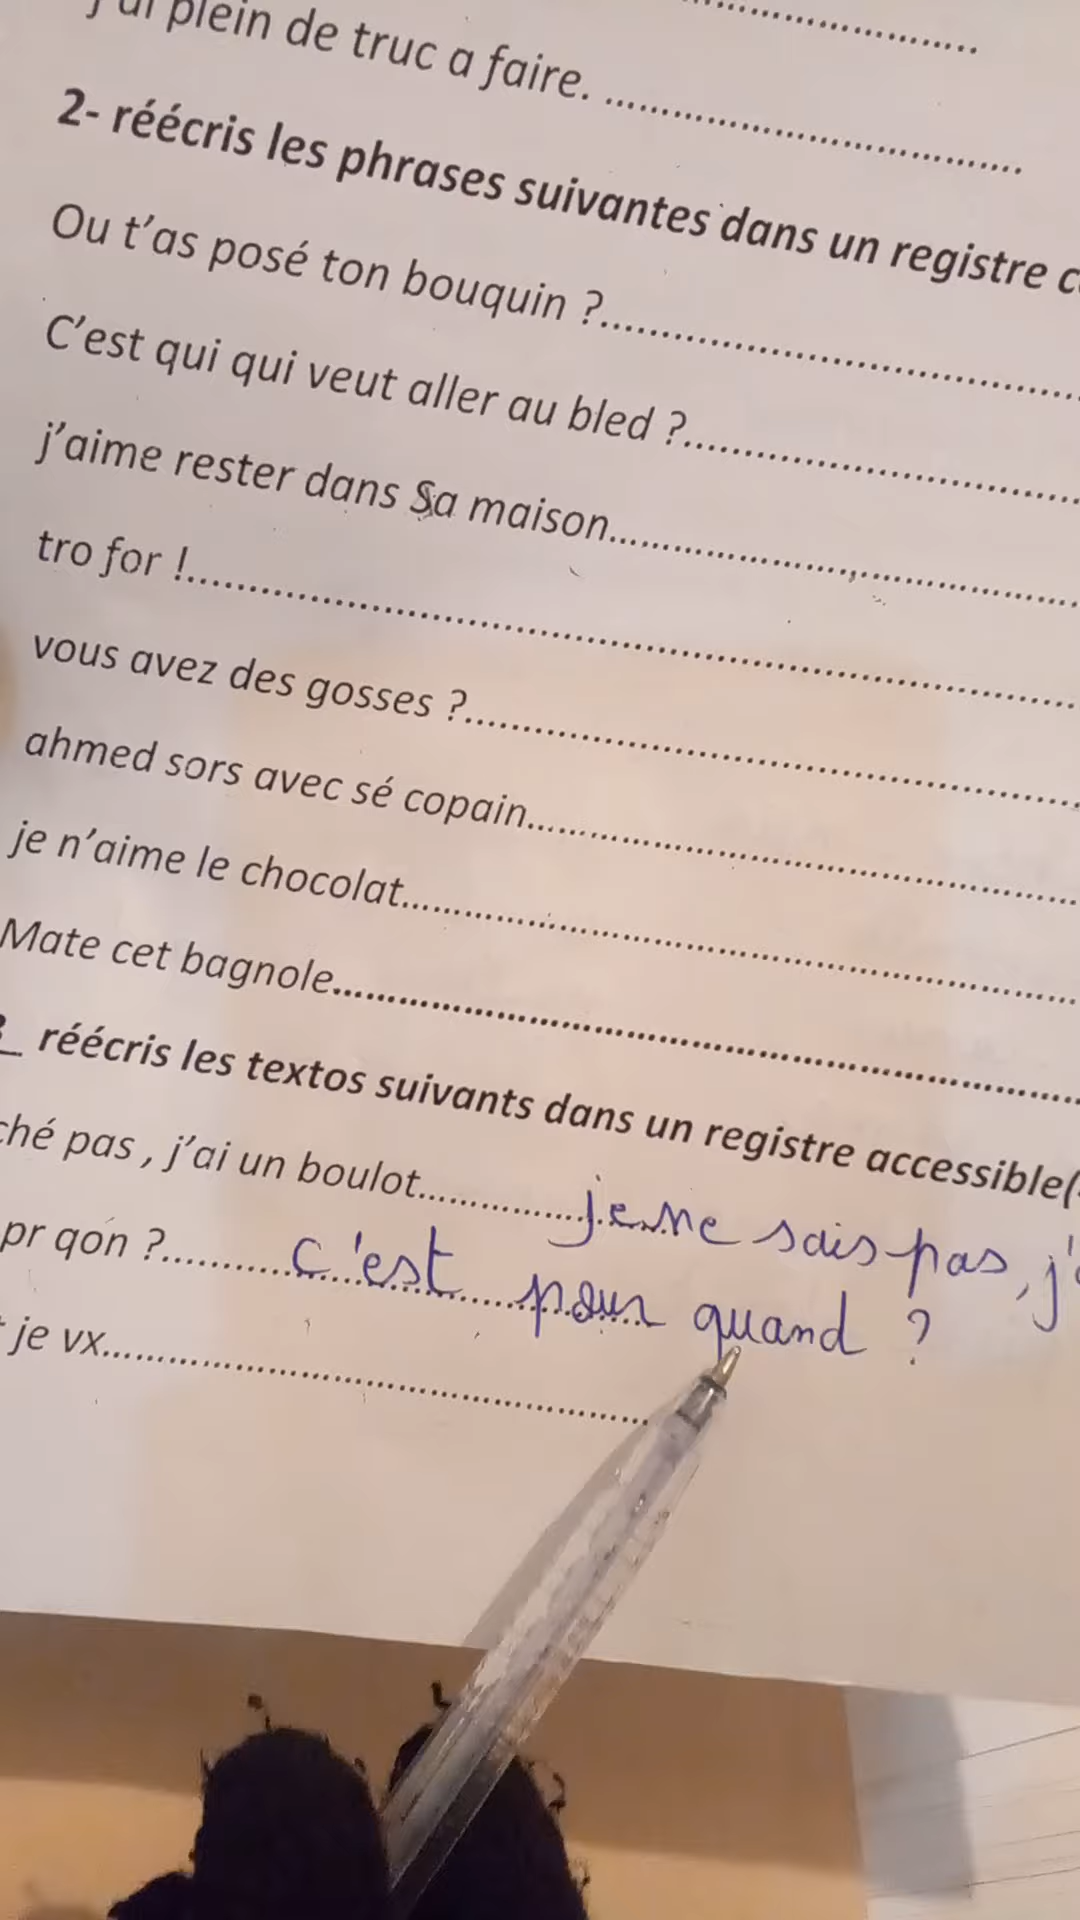 j'ai plein de truc a faire. ........................................
2- réécris les phrases suivantes dans un registre c
Ou t'as posé ton bouquin ?........................................
C'est qui qui veut aller au bled ?........................................
j'aime rester dans Sa maison........................................
tro for !........................................
vous avez des gosses ?........................................
ahmed sors avec sé copain........................................
je n'aime le chocolat........................................
Mate cet bagnole........................................
3_ réécris les textos suivants dans un registre accessible(
ché pas , j'ai un boulot.................... je ne sais pas, j'
pr qon ?.................... c'est pour quand ?
je vx........................................